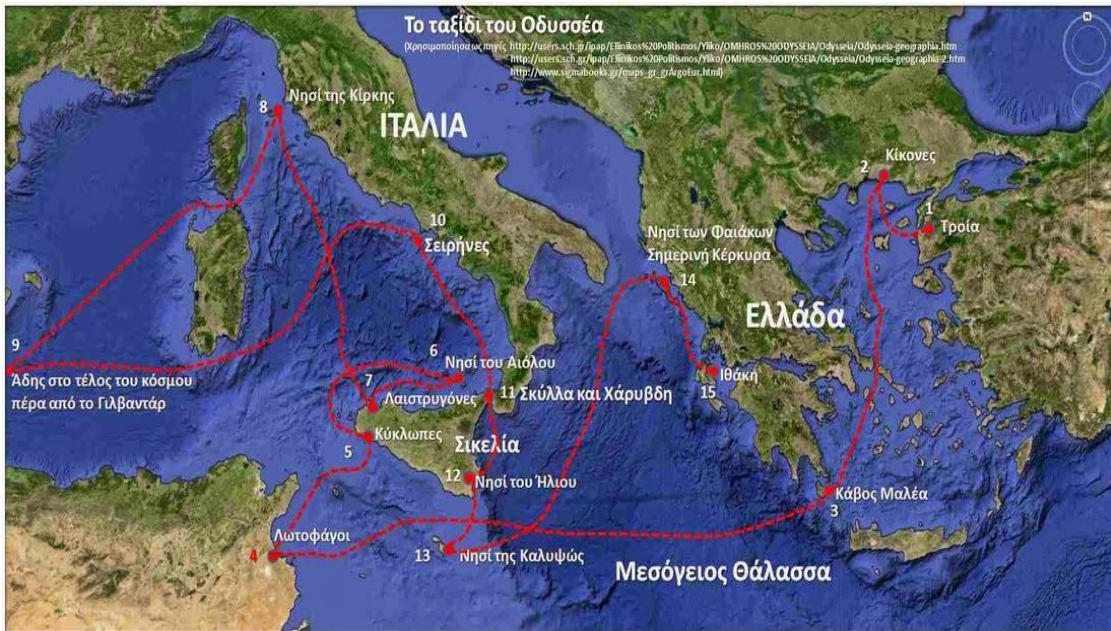 Το ταξίδι του Οδυσσέα
(Χρησιμοποίησα ως πηγές http://users.sch.gr/ipap/Ellinikos%20Politismos/Yliko/OMHROS%20ODYSSEIA/Odysseia/Odysseia-geographia.htm
http://users.sch.gr/ipap/Ellinikos%20Politismos/Yliko/OMHROS%20ODYSSEIA/Odysseia/Odysseia-geographia-2.htm
http://www.sigmabooks.gr/maps_gr_grArgoEur.html)
N
8 Νησί της Κίρκης
ΙΤΑΛΙΑ
2 Κίκονες
1
Τροία
10
Σειρήνες
Νησί των Φαιάκων
Σημερινή Κέρκυρα
14
Ελλάδα
9
Άδης στο τέλος του κόσμου
πέρα από το Γιλβαντάρ
6 Νησί του Αιόλου
7
Λαιστρυγόνες
11 Σκύλλα και Χάρυβδη
Ιθάκη
15
Κύκλωπες
5
Σικελία
12 Νησί του Ήλιου
Κάβος Μαλέα
3
Λωτοφάγοι
4
13 Νησί της Καλυψώς
Μεσόγειος Θάλασσα